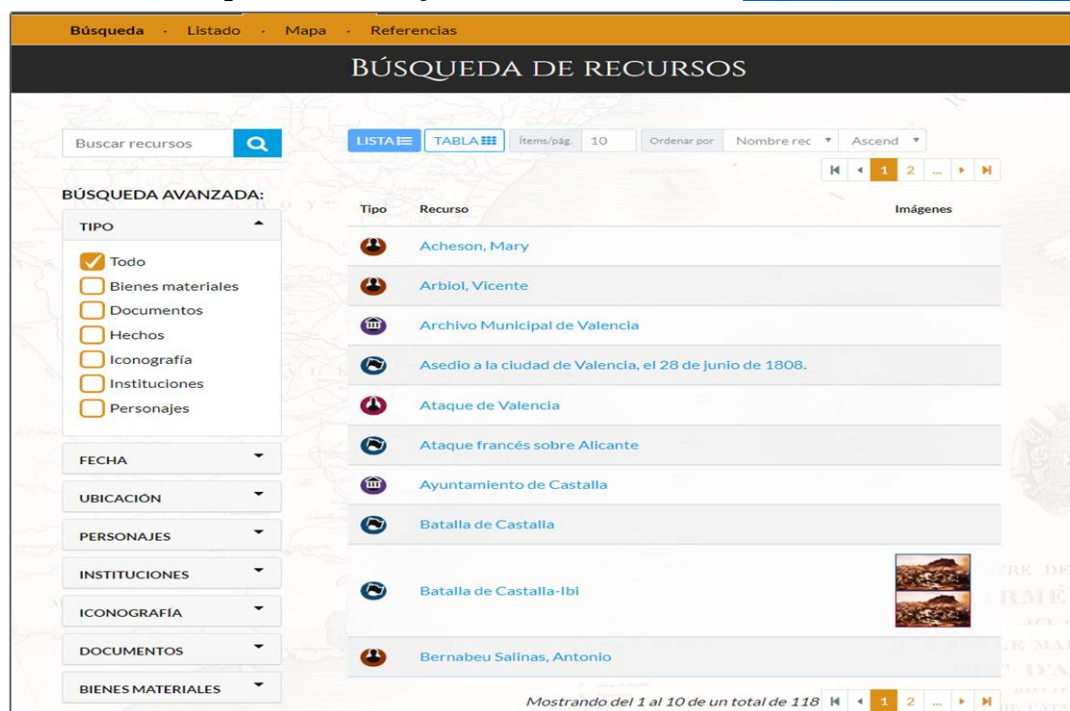 Búsqueda · Listado · Mapa · Referencias
BÚSQUEDA DE RECURSOS
Buscar recursos
LISTA TABLA Ítems/pág. 10 Ordenar por Nombre rec Ascend
1 2 ...
BÚSQUEDA AVANZADA:
TIPO
Todo
Bienes materiales
Documentos
Hechos
Iconografía
Instituciones
Personajes
FECHA
UBICACIÓN
PERSONAJES
INSTITUCIONES
ICONOGRAFÍA
DOCUMENTOS
BIENES MATERIALES
Tipo Recurso Imágenes
Acheson, Mary
Arbiol, Vicente
Archivo Municipal de Valencia
Asedio a la ciudad de Valencia, el 28 de junio de 1808.
Ataque de Valencia
Ataque francés sobre Alicante
Ayuntamiento de Castalla
Batalla de Castalla
Batalla de Castalla-Ibi
Bernabeu Salinas, Antonio
Mostrando del 1 al 10 de un total de 118 1 2 ...